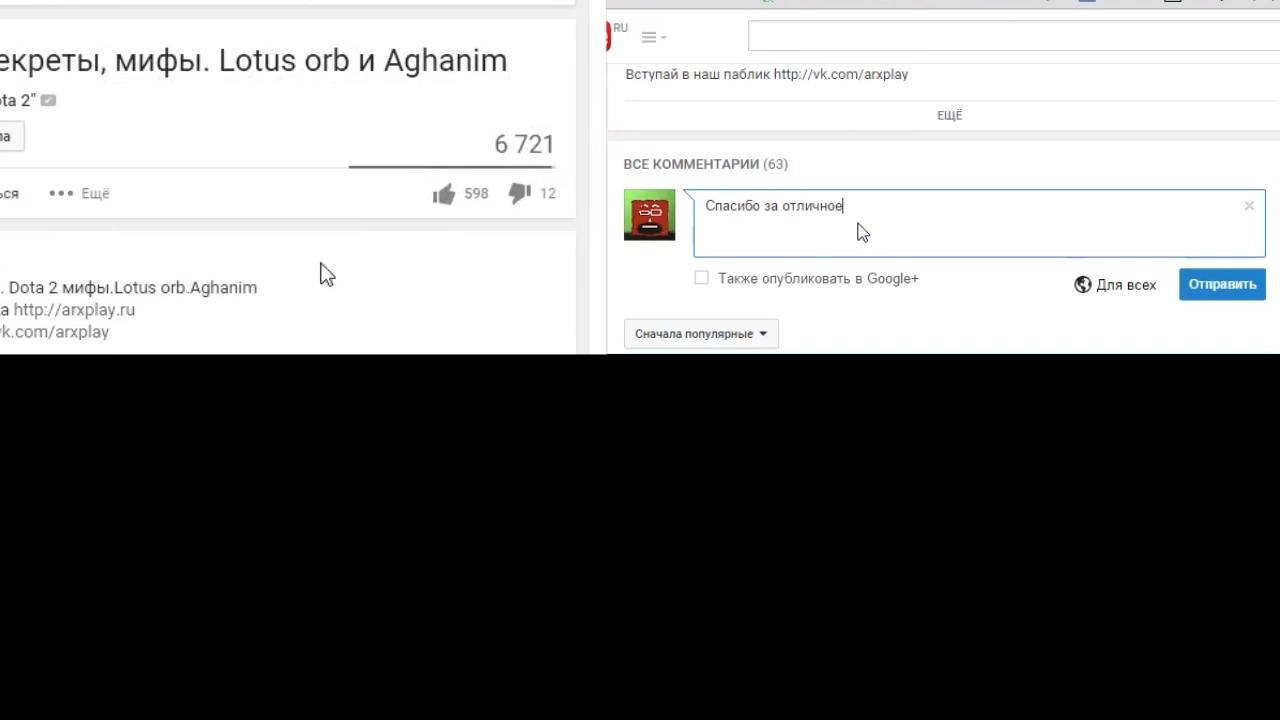 екреты, мифы. Lotus orb и Aghanim
ota 2"
ла
6 721
ься
••• Ещё
598
12
. Dota 2 мифы.Lotus orb.Aghanim
а http://arxplay.ru
vk.com/arxplay
RU
Вступай в наш паблик http://vk.com/arxplay
ЕЩЁ
ВСЕ КОММЕНТАРИИ (63)
Спасибо за отличное
Также опубликовать в Google+
Для всех
Отправить
Сначала популярные